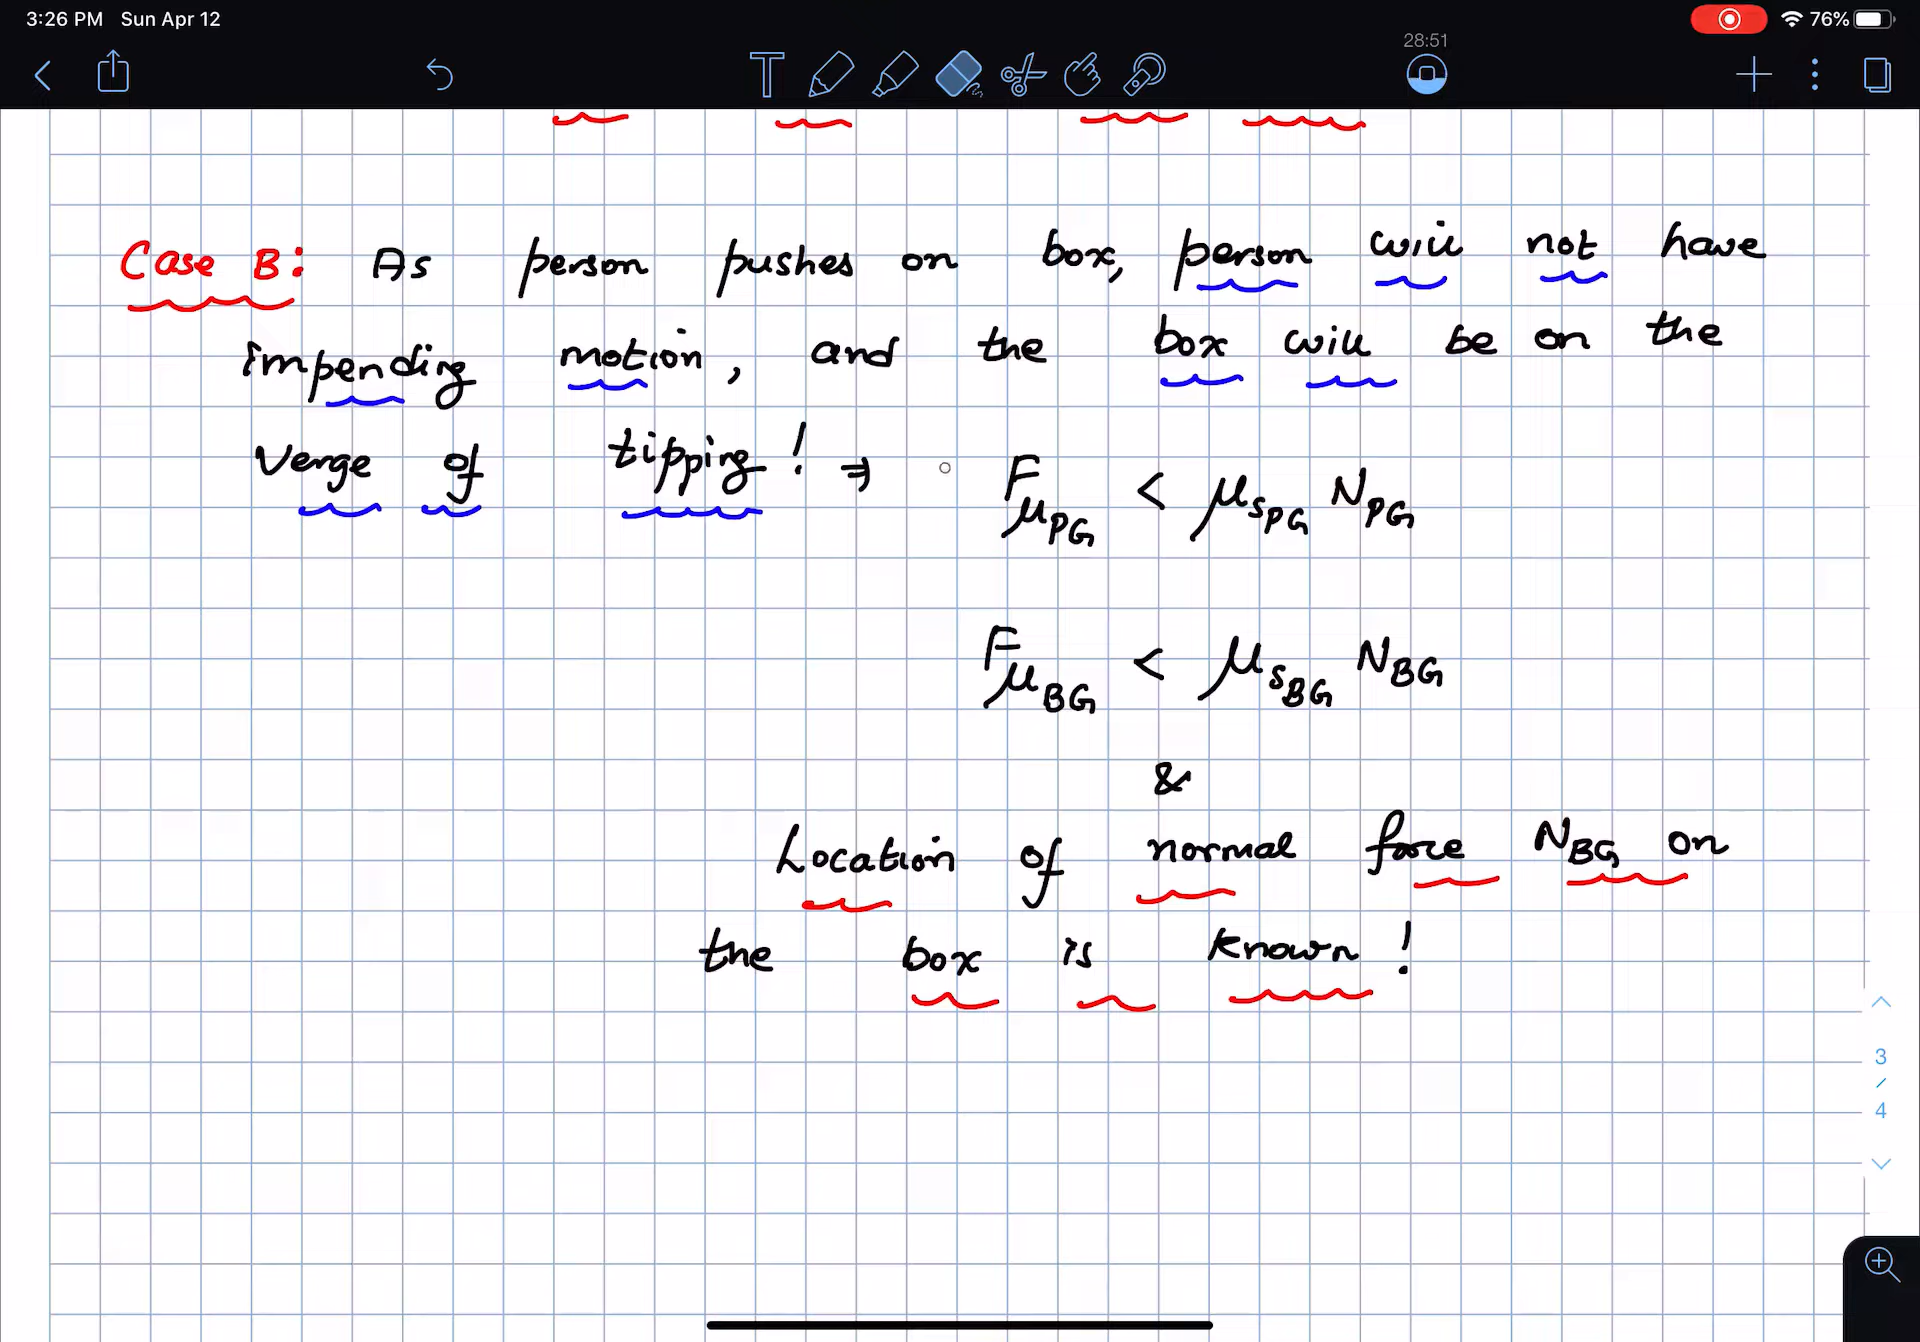 3:26 PM Sun Apr 12
76%
28:51
T
Case B: As person pushes on box, person will not have
impending motion, and the box will be on the
verge of tipping! ⇒ F_μPG < μ_sPG N_PG
F_μBG < μ_sBG N_BG
&
Location of normal force N_BG on
the box is known!
3
/
4